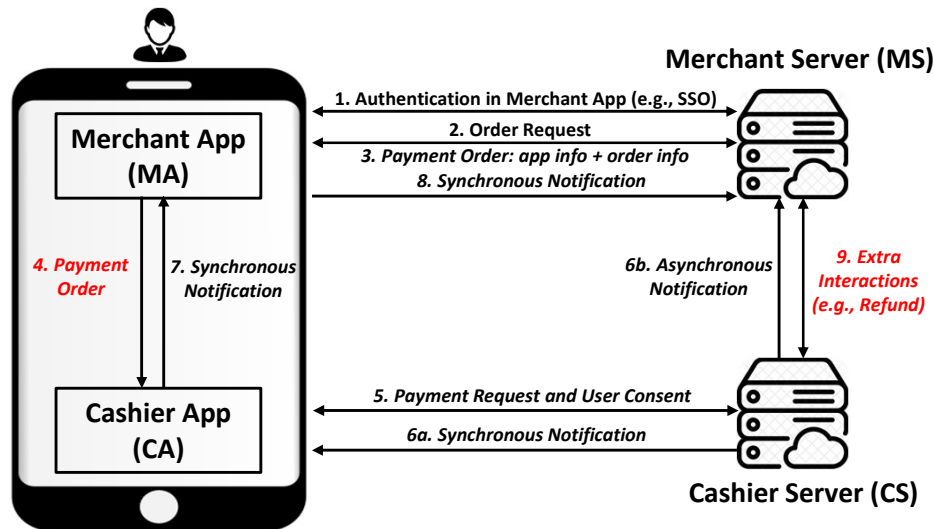 Merchant Server (MS)
1. Authentication in Merchant App (e.g., SSO)
2. Order Request
3. Payment Order: app info + order info
8. Synchronous Notification
Merchant App
(MA)
4. Payment
Order
7. Synchronous
Notification
6b. Asynchronous
Notification
9. Extra
Interactions
(e.g., Refund)
Cashier App
(CA)
5. Payment Request and User Consent
6a. Synchronous Notification
Cashier Server (CS)